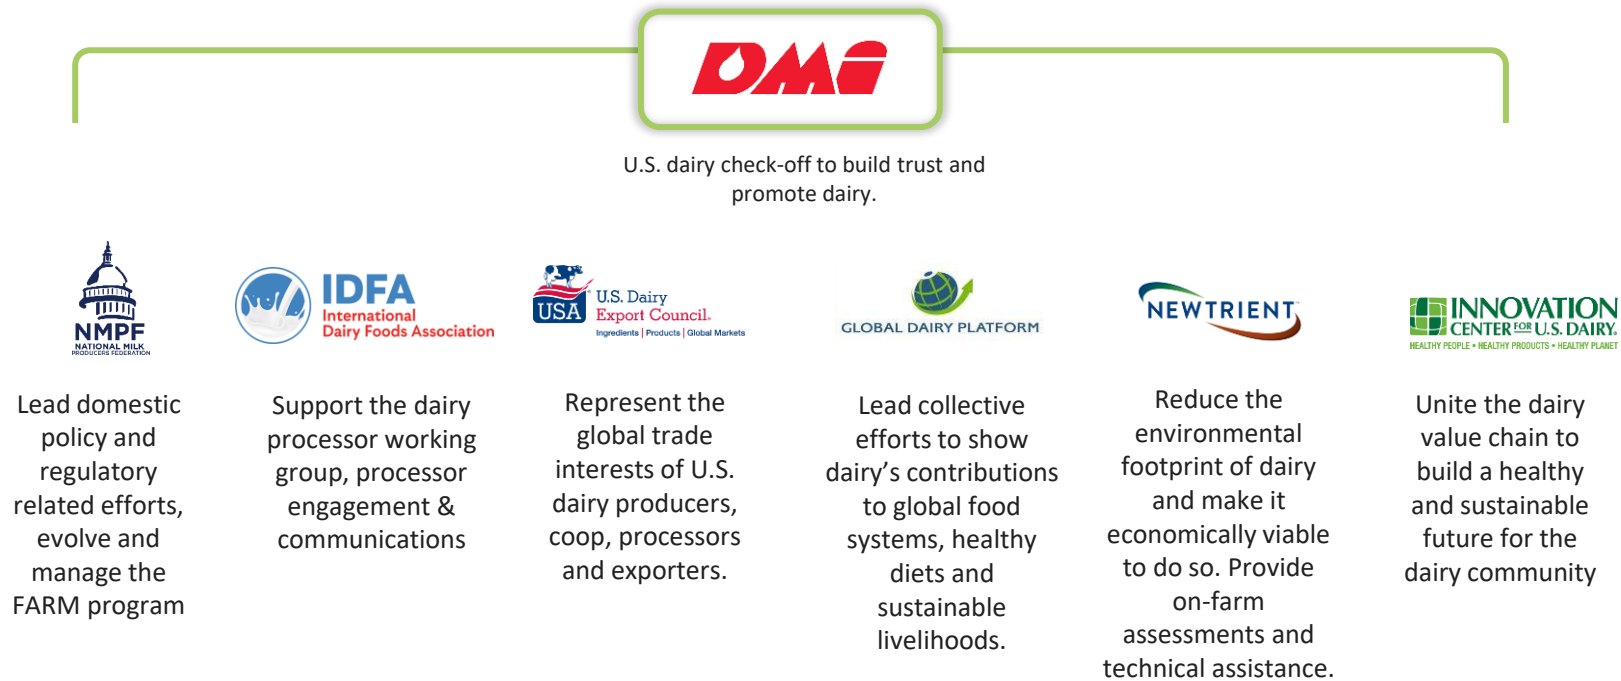 DMI
U.S. dairy check-off to build trust and
promote dairy.
NMPF
NATIONAL MILK
PRODUCERS FEDERATION
Lead domestic
policy and
regulatory
related efforts,
evolve and
manage the
FARM program
IDFA
International
Dairy Foods Association
Support the dairy
processor working
group, processor
engagement &
communications
USA
U.S. Dairy
Export Council®
Ingredients | Products | Global Markets
Represent the
global trade
interests of U.S.
dairy producers,
coop, processors
and exporters.
GLOBAL DAIRY PLATFORM
Lead collective
efforts to show
dairy’s contributions
to global food
systems, healthy
diets and
sustainable
livelihoods.
NEWTRIENT™
Reduce the
environmental
footprint of dairy
and make it
economically viable
to do so. Provide
on-farm
assessments and
technical assistance.
INNOVATION
CENTER FOR U.S. DAIRY®
HEALTHY PEOPLE • HEALTHY PRODUCTS • HEALTHY PLANET
Unite the dairy
value chain to
build a healthy
and sustainable
future for the
dairy community